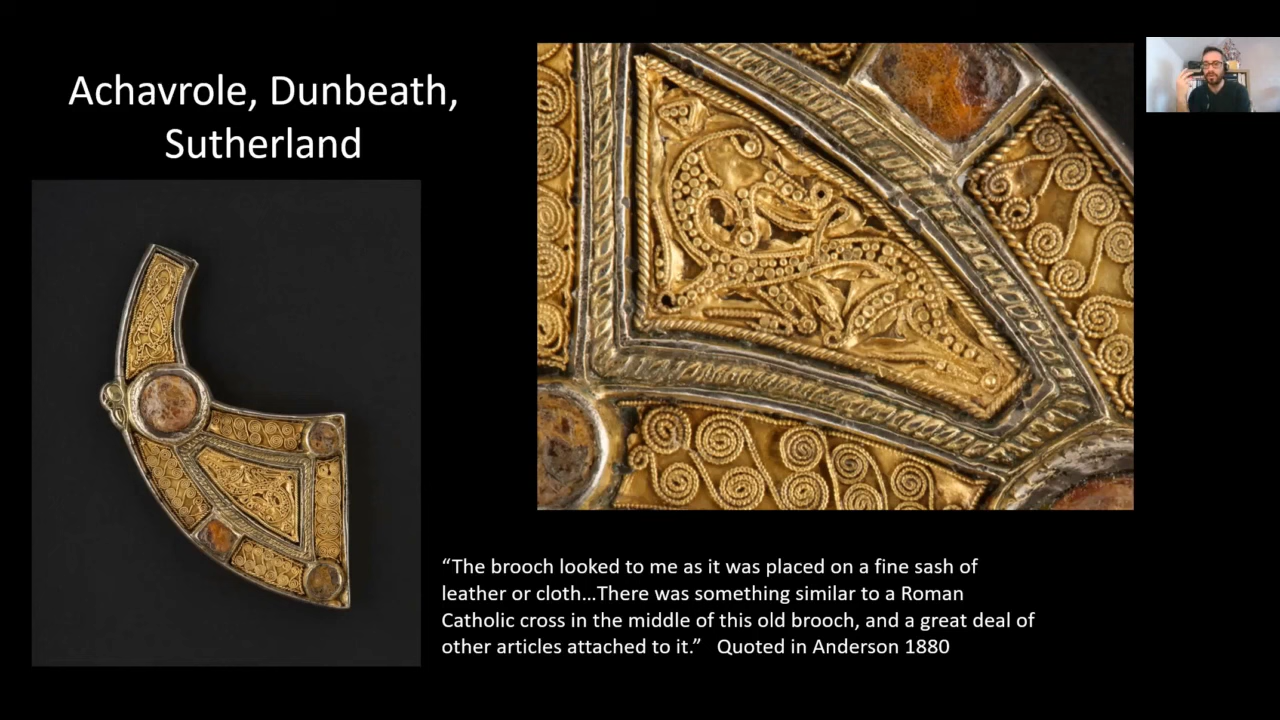 Achavrole, Dunbeath,
Sutherland
“The brooch looked to me as it was placed on a fine sash of
leather or cloth…There was something similar to a Roman
Catholic cross in the middle of this old brooch, and a great deal of
other articles attached to it.”   Quoted in Anderson 1880